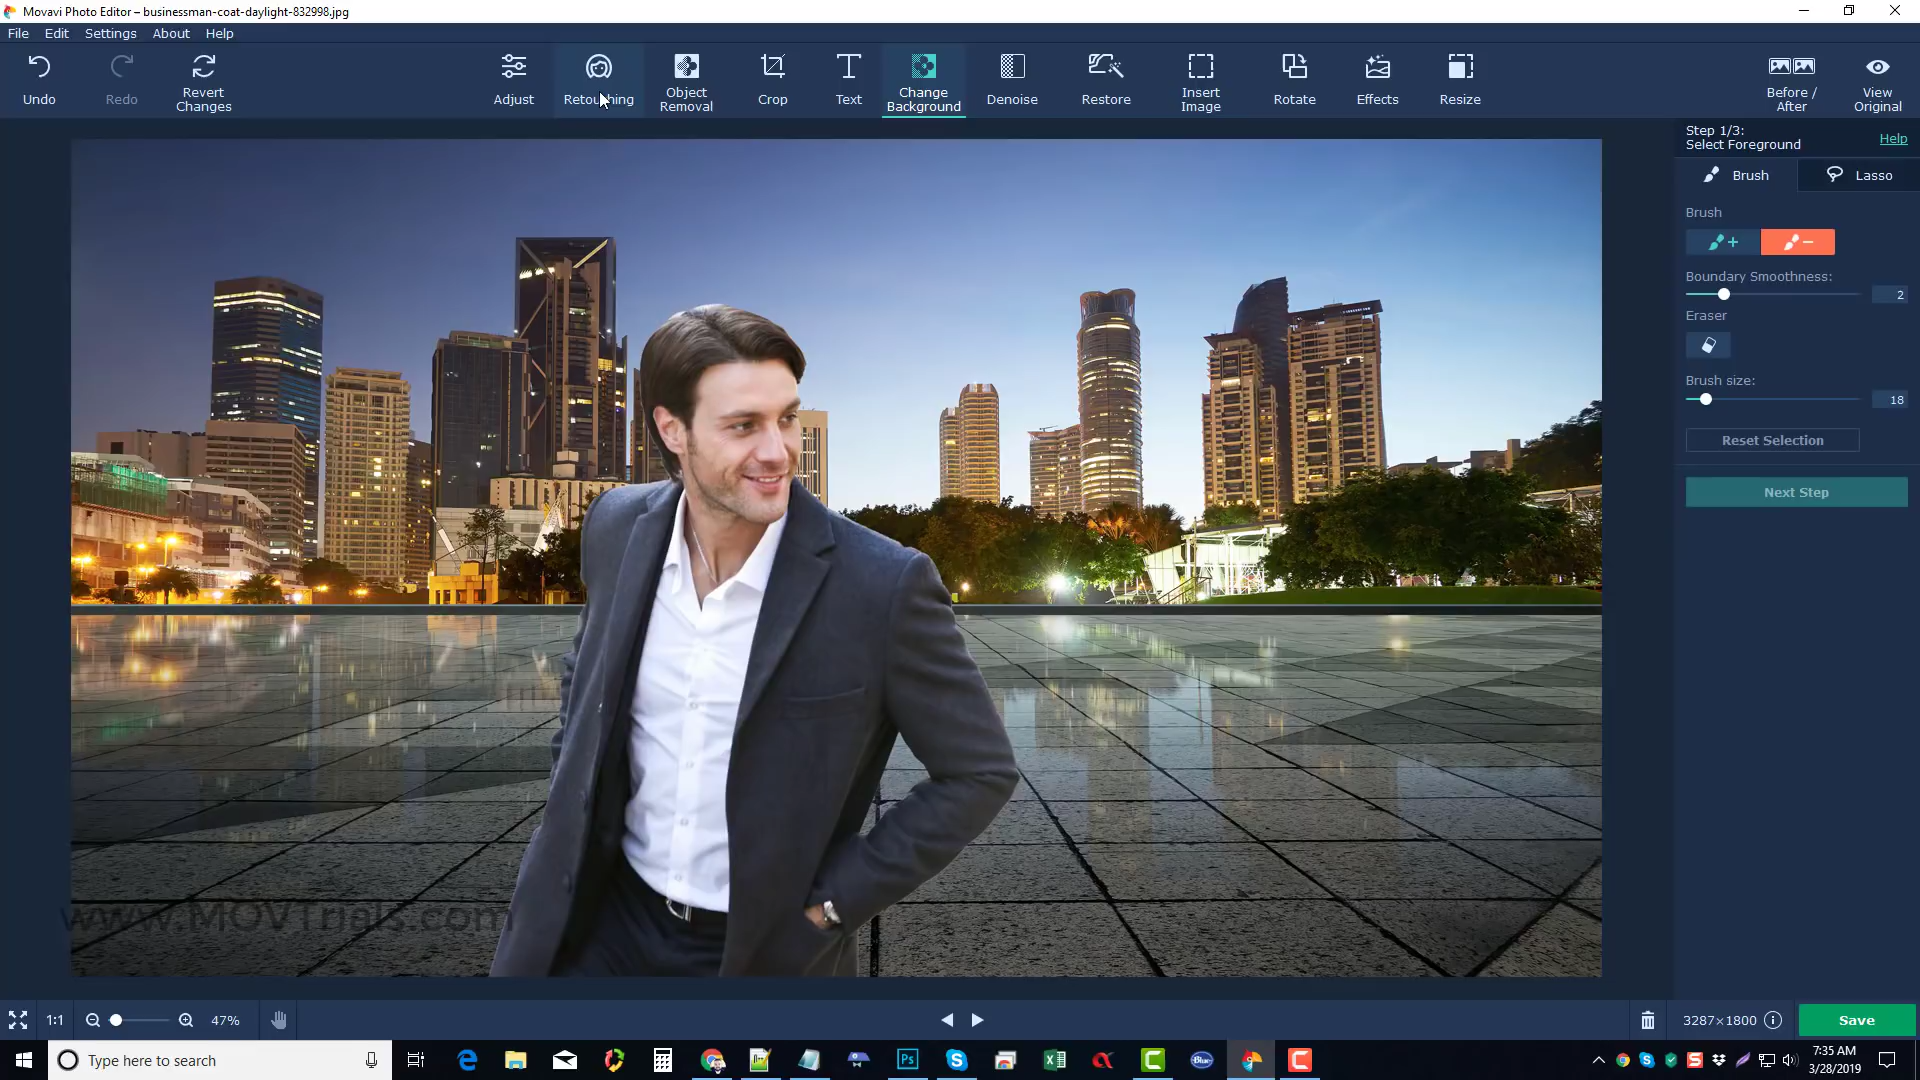 Movavi Photo Editor – businessman-coat-daylight-832998.jpg
File Edit Settings About Help
Undo
Redo
Revert
Changes
Adjust
Retouching
Object
Removal
Crop
Text
Change
Background
Denoise
Restore
Insert
Image
Rotate
Effects
Resize
Before /
After
View
Original
Step 1/3:
Select Foreground
Help
Brush
Lasso
Brush
Boundary Smoothness:
2
Eraser
Brush size:
18
Reset Selection
Next Step
www.MOVTrials.com
1:1
47%
3287×1800
Save
Type here to search
Ps
Blue
7:35 AM
3/28/2019